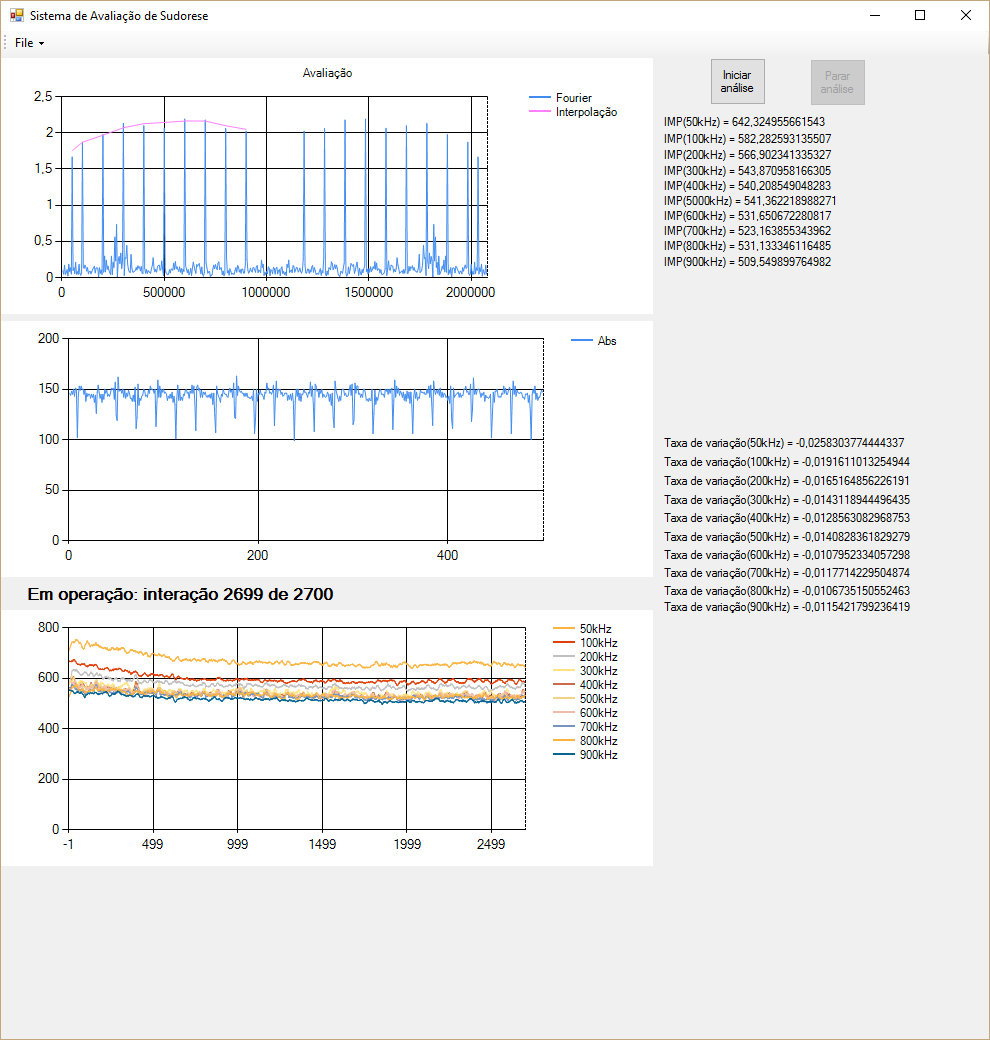 Sistema de Avaliação de Sudorese
File
Avaliação
2,5
2
1,5
1
0,5
0
0 500000 1000000 1500000 2000000
Fourier
Interpolação
Iniciar
análise
Parar
análise
IMP(50kHz) = 642,324955661543
IMP(100kHz) = 582,282593135507
IMP(200kHz) = 566,902341335327
IMP(300kHz) = 543,870958166305
IMP(400kHz) = 540,208549048283
IMP(5000kHz) = 541,362218988271
IMP(600kHz) = 531,650672280817
IMP(700kHz) = 523,163855343962
IMP(800kHz) = 531,133346116485
IMP(900kHz) = 509,549899764982
200
150
100
50
0
0 200 400
Abs
Taxa de variação(50kHz) = -0,0258303774444337
Taxa de variação(100kHz) = -0,0191611013254944
Taxa de variação(200kHz) = -0,0165164856226191
Taxa de variação(300kHz) = -0,0143118944496435
Taxa de variação(400kHz) = -0,0128563082968753
Taxa de variação(500kHz) = -0,0140828361829279
Taxa de variação(600kHz) = -0,0107952334057298
Taxa de variação(700kHz) = -0,0117714229504874
Taxa de variação(800kHz) = -0,0106735150552463
Taxa de variação(900kHz) = -0,0115421799236419
Em operação: interação 2699 de 2700
800
600
400
200
0
-1 499 999 1499 1999 2499
50kHz
100kHz
200kHz
300kHz
400kHz
500kHz
600kHz
700kHz
800kHz
900kHz